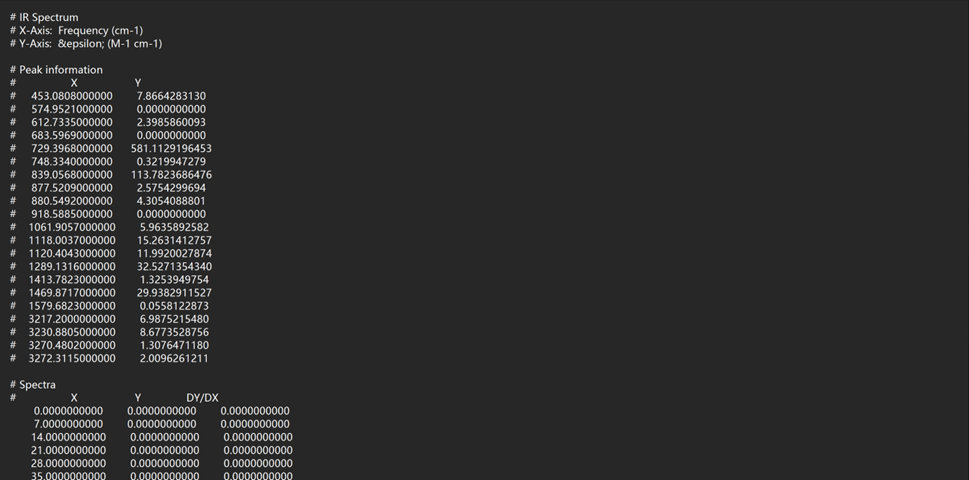 # IR Spectrum
# X-Axis:  Frequency (cm-1)
# Y-Axis:  &epsilon; (M-1 cm-1)
# Peak information
# X Y
# 453.0808000000 7.8664283130
# 574.9521000000 0.0000000000
# 612.7335000000 2.3985860093
# 683.5969000000 0.0000000000
# 729.3968000000 581.1129196453
# 748.3340000000 0.3219947279
# 839.0568000000 113.7823686476
# 877.5209000000 2.5754299694
# 880.5492000000 4.3054088801
# 918.5885000000 0.0000000000
# 1061.9057000000 5.9635892582
# 1118.0037000000 15.2631412757
# 1120.4043000000 11.9920027874
# 1289.1316000000 32.5271354340
# 1413.7823000000 1.3253949754
# 1469.8717000000 29.9382911527
# 1579.6823000000 0.0558122873
# 3217.2000000000 6.9875215480
# 3230.8805000000 8.6773528756
# 3270.4802000000 1.3076471180
# 3272.3115000000 2.0096261211
# Spectra
# X Y DY/DX
0.0000000000 0.0000000000 0.0000000000
7.0000000000 0.0000000000 0.0000000000
14.0000000000 0.0000000000 0.0000000000
21.0000000000 0.0000000000 0.0000000000
28.0000000000 0.0000000000 0.0000000000
35.0000000000 0.0000000000 0.0000000000